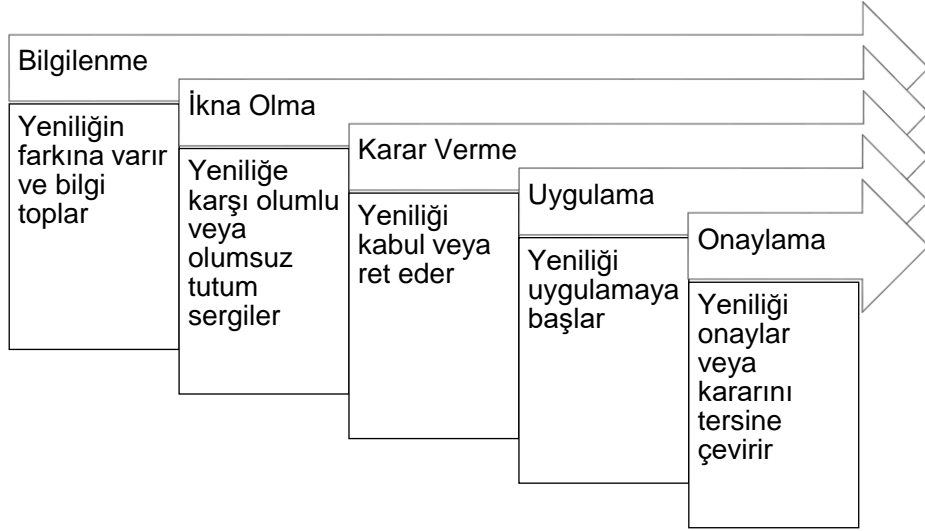 Bilgilenme
Yeniliğin
farkına varır
ve bilgi
toplar
İkna Olma
Yeniliğe
karşı olumlu
veya
olumsuz
tutum
sergiler
Karar Verme
Yeniliği
kabul veya
ret eder
Uygulama
Yeniliği
uygulamaya
başlar
Onaylama
Yeniliği
onaylar
veya
kararını
tersine
çevirir